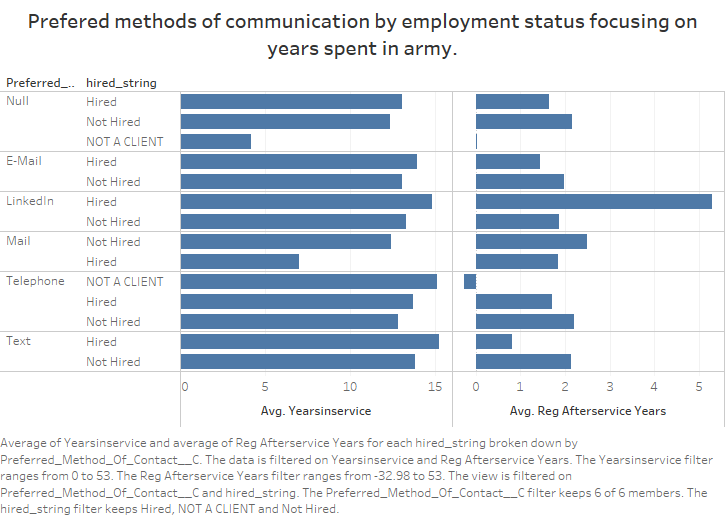 Prefered methods of communication by employment status focusing on
years spent in army.
Preferred_.. hired_string
Null Hired
Not Hired
NOT A CLIENT
E-Mail Hired
Not Hired
LinkedIn Hired
Not Hired
Mail Not Hired
Hired
Telephone NOT A CLIENT
Hired
Not Hired
Text Hired
Not Hired
0 5 10 15 0 1 2 3 4 5
Avg. Yearsinservice Avg. Reg Afterservice Years
Average of Yearsinservice and average of Reg Afterservice Years for each hired_string broken down by
Preferred_Method_Of_Contact__C. The data is filtered on Yearsinservice and Reg Afterservice Years. The Yearsinservice filter
ranges from 0 to 53. The Reg Afterservice Years filter ranges from -32.98 to 53. The view is filtered on
Preferred_Method_Of_Contact__C and hired_string. The Preferred_Method_Of_Contact__C filter keeps 6 of 6 members. The
hired_string filter keeps Hired, NOT A CLIENT and Not Hired.